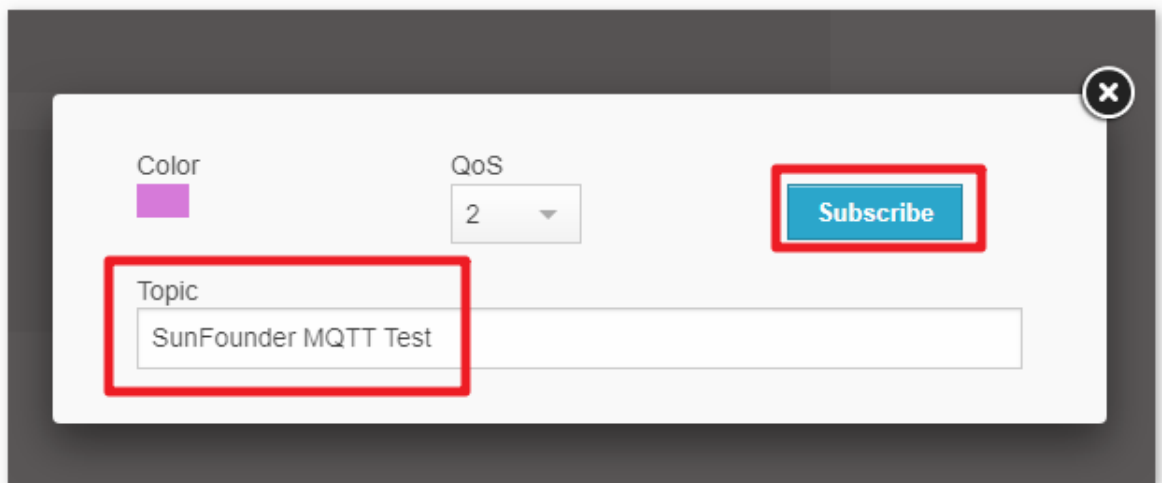 Color
QoS
2
Subscribe
Topic
SunFounder MQTT Test